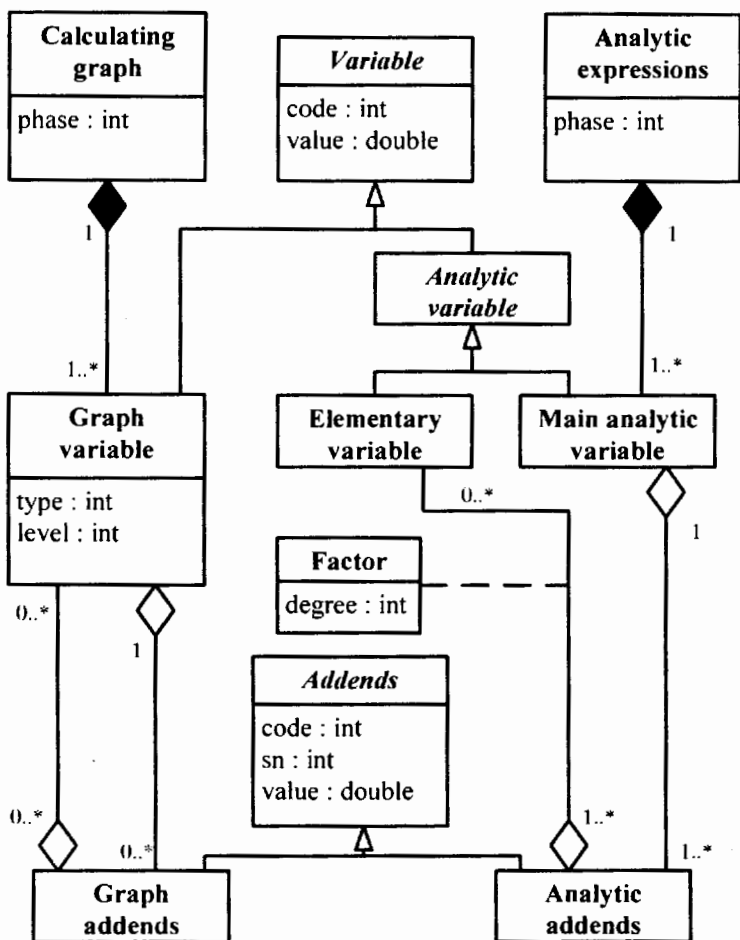 Calculating
graph
phase : int
Variable
code : int
value : double
Analytic
expressions
phase : int
1
1
Analytic
variable
1..*
1..*
Graph
variable
type : int
level : int
Elementary
variable
Main analytic
variable
0..*
1
Factor
degree : int
0..*
1
Addends
code : int
sn : int
value : double
0..*
0..*
1..*
1..*
Graph
addends
Analytic
addends